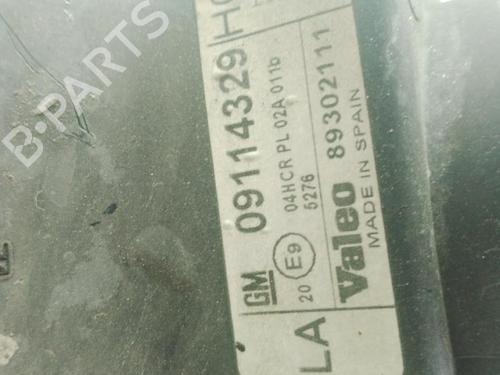 B-PARTS
GM 09114329
20 E9 04HCR PL 02A 011b
5276
Valeo 89302111
MADE IN SPAIN
LA